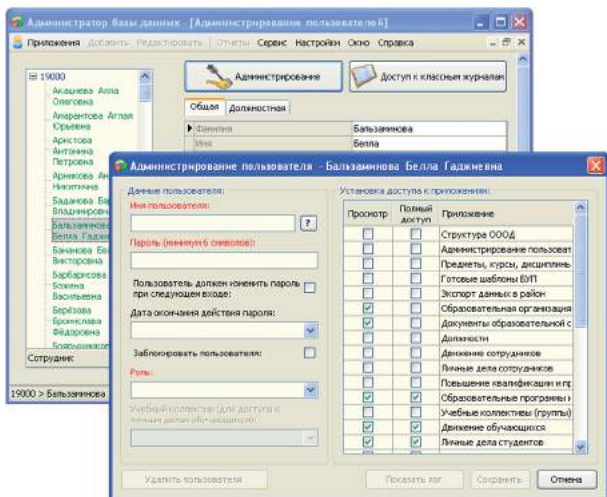 Администратор базы данных - [Администрирование пользователей]
Приложения Добавить Редактировать Отчеты Сервис Настройки Окно Справка
19000
Акашева Алла
Олеговна
Амарантова Аглая
Юрьевна
Аристова
Антонина
Петровна
Никитична
Владимировна
Бальзаминова
Викторовна
Барбарисова
Божена
Васильевна
Берёзова
Бронислава
Фёдоровна
Сотрудник
19000 > Бальзаминова
Администрирование
Доступ к классным журналам
Общая Должностная
Фамилия Бальзаминова
Имя Белла
Администрирование пользователя - Бальзаминова Белла Гаджиевна
Данные пользователя:
Имя пользователя:
?
Пароль (минимум 6 символов):
Пользователь должен изменить пароль
при следующем входе:
Дата окончания действия пароля:
Заблокировать пользователя:
Роль:
Учебный коллектив (для доступа к
личным делам обучающихся):
Удалить пользователя
Установка доступа к приложениям:
Просмотр Полный доступ Приложение
Структура ОООД
Администрирование пользоват
Предметы, курсы, дисциплины
Готовые шаблоны БУП
Экспорт данных в район
Образовательная организация
Документы образовательной о
Должности
Движение сотрудников
Личные дела сотрудников
Повышение квалификации и пр
Образовательные программы и
Учебные коллективы (группы)
Движение обучающихся
Личные дела студентов
Показать лог Сохранить Отмена